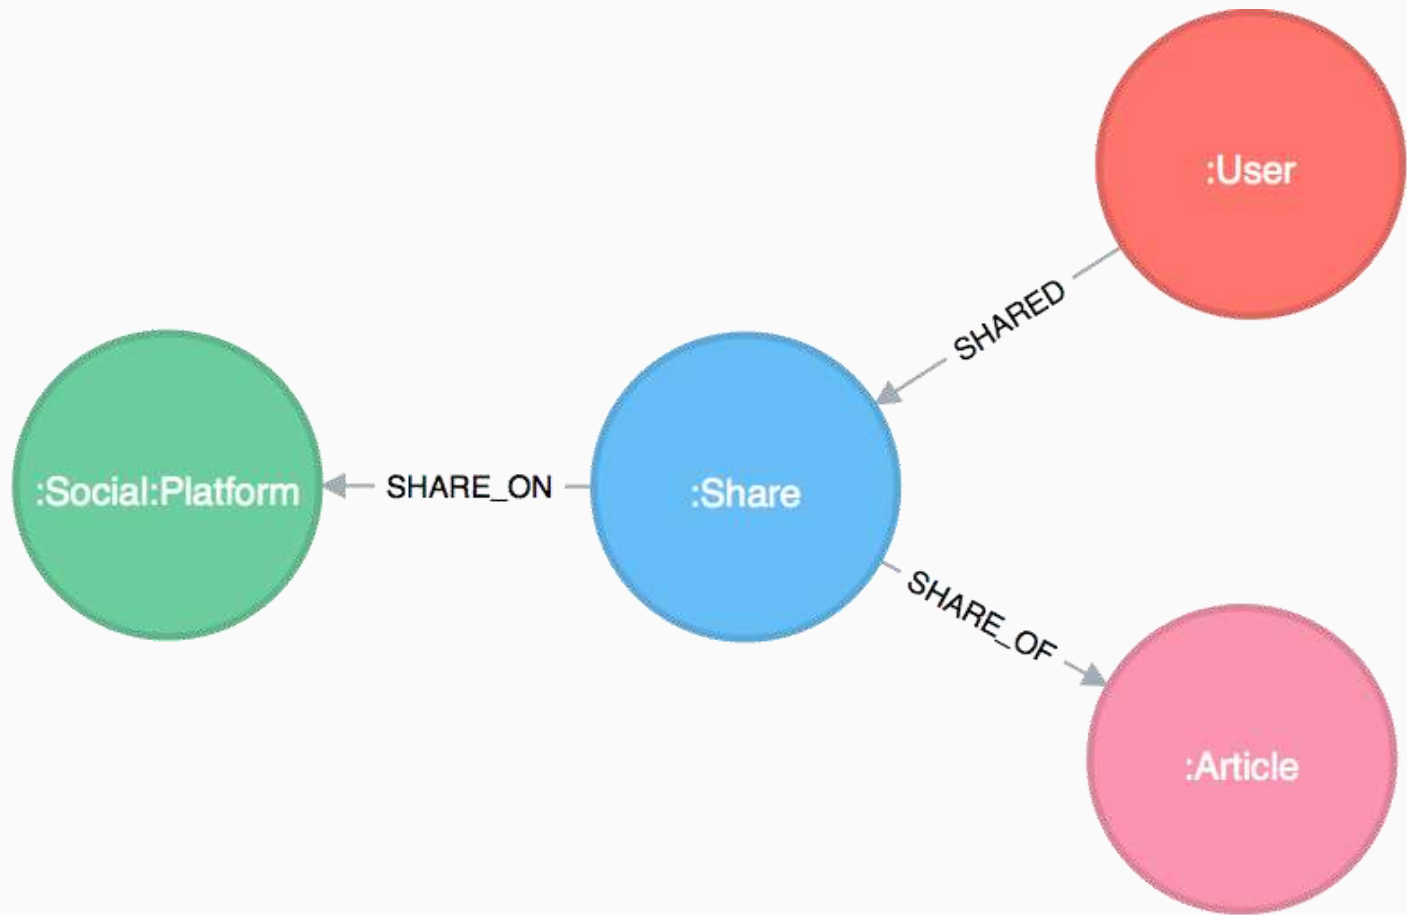 :User
SHARED
:Social:Platform
SHARE_ON
:Share
SHARE_OF
:Article